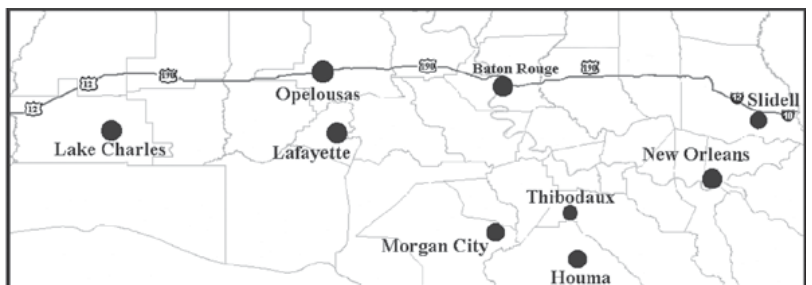 190
Baton Rouge
190
12
190
Opelousas
12
Slidell
12
10
Lake Charles
Lafayette
New Orleans
Thibodaux
Morgan City
Houma